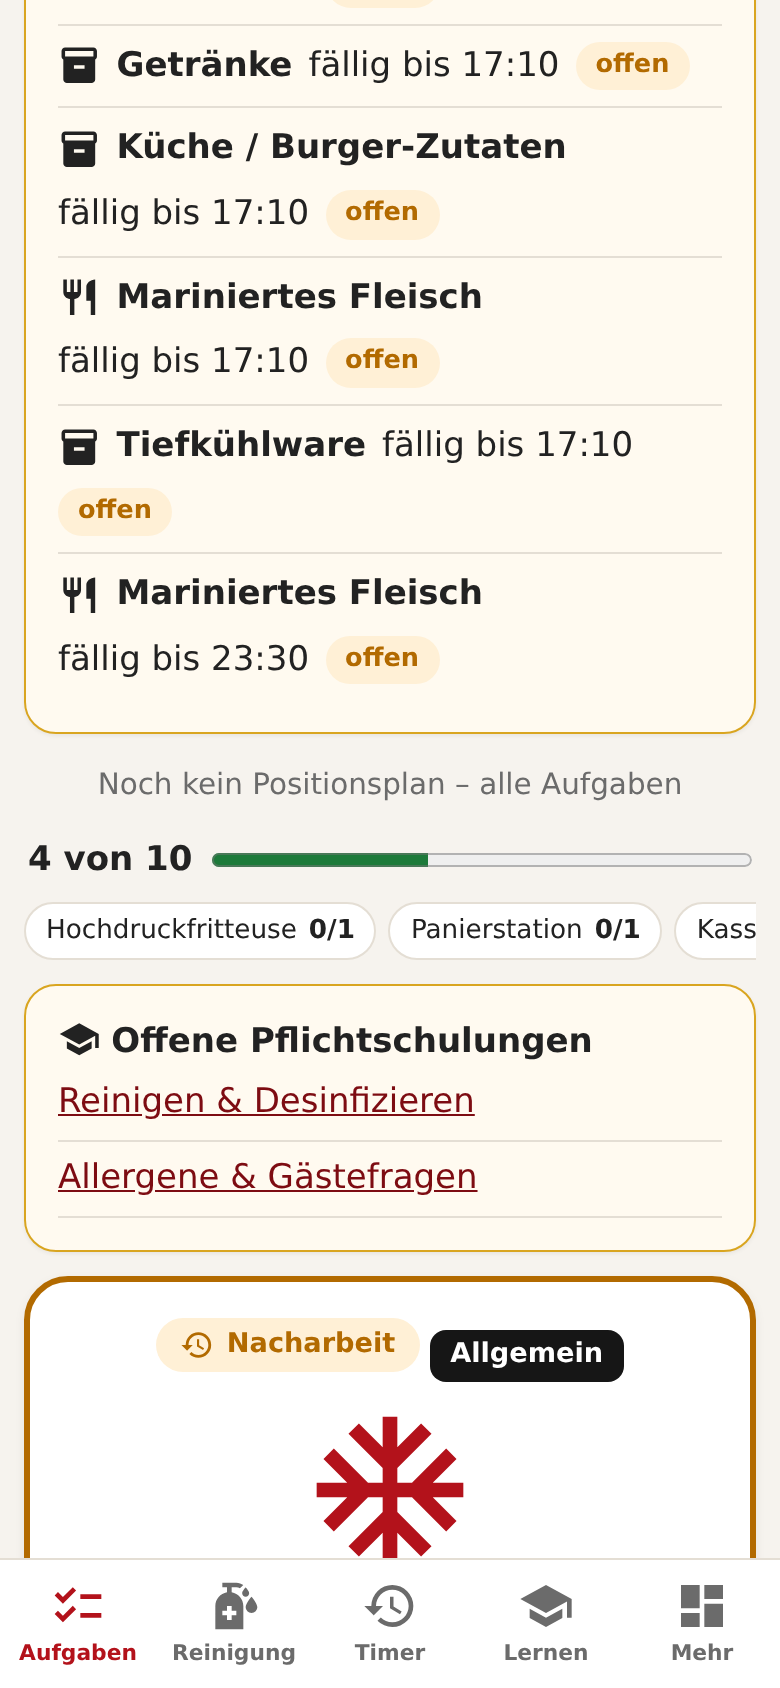 Getränke fällig bis 17:10 offen
Küche / Burger-Zutaten
fällig bis 17:10 offen
Mariniertes Fleisch
fällig bis 17:10 offen
Tiefkühlware fällig bis 17:10
offen
Mariniertes Fleisch
fällig bis 23:30 offen
Noch kein Positionsplan – alle Aufgaben
4 von 10
Hochdruckfritteuse 0/1 Panierstation 0/1 Kass
Offene Pflichtschulungen
Reinigen & Desinfizieren
Allergene & Gästefragen
Nacharbeit Allgemein
Aufgaben Reinigung Timer Lernen Mehr